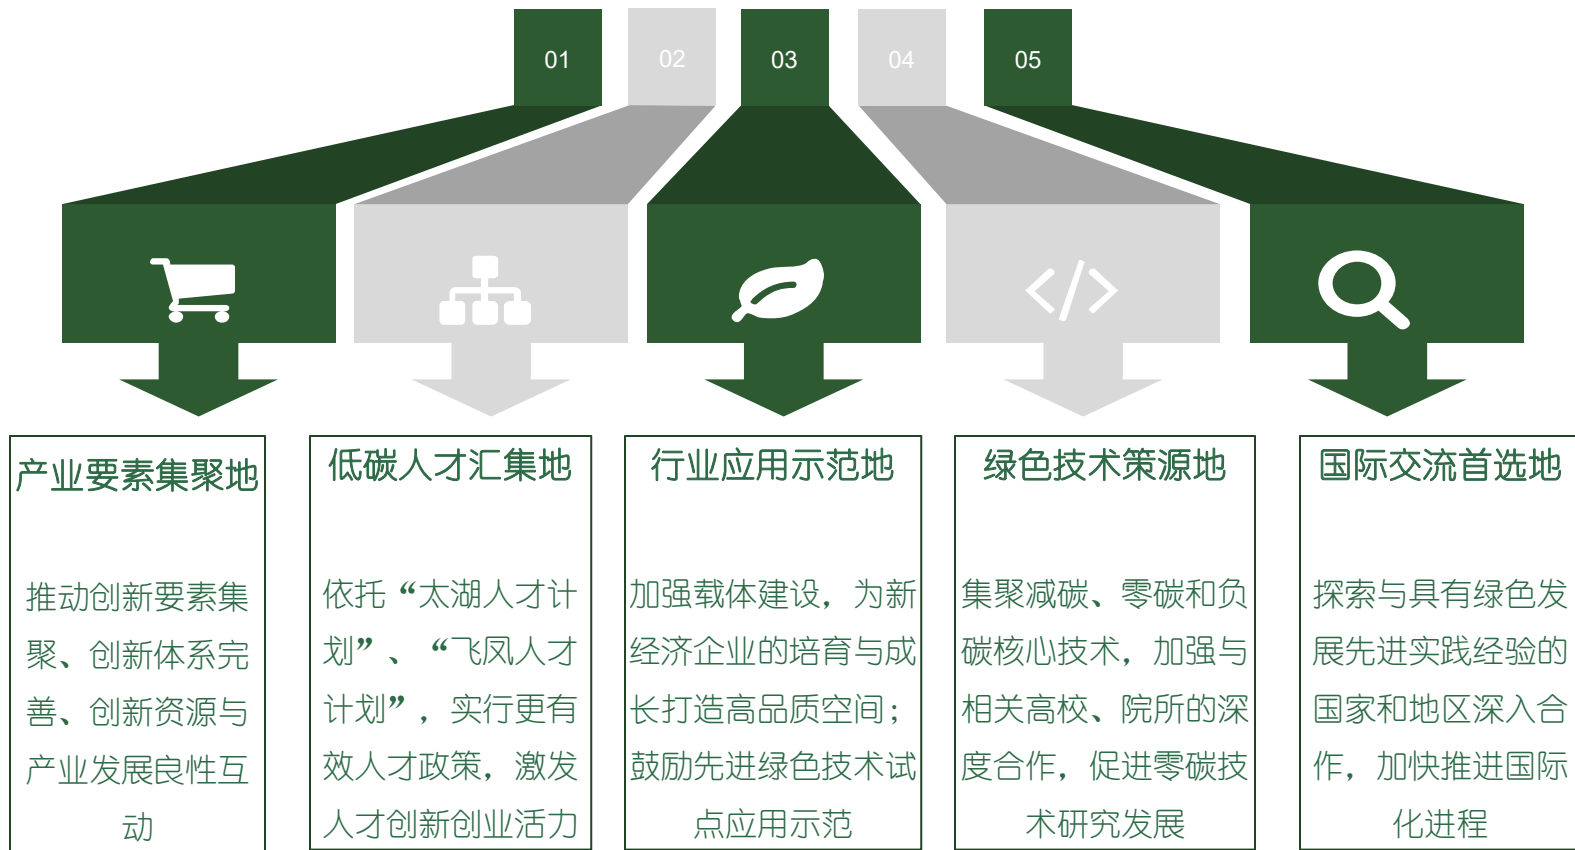 01
02
03
04
05
产业要素集聚地
推动创新要素集
聚、创新体系完
善、创新资源与
产业发展良性互
动
低碳人才汇集地
依托“太湖人才计
划”、“飞凤人才
计划”，实行更有
效人才政策，激发
人才创新创业活力
行业应用示范地
加强载体建设，为新
经济企业的培育与成
长打造高品质空间；
鼓励先进绿色技术试
点应用示范
绿色技术策源地
集聚减碳、零碳和负
碳核心技术，加强与
相关高校、院所的深
度合作，促进零碳技
术研究发展
国际交流首选地
探索与具有绿色发
展先进实践经验的
国家和地区深入合
作，加快推进国际
化进程